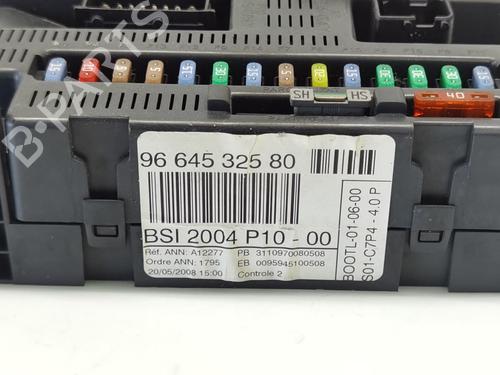 B-PARTS
SH HS
40
96 645 325 80
BSI 2004 P10 - 00
Réf. ANN: A12277 PB 3110970080508
Ordre ANN: 1795 EB 0095945100508
20/05/2008 15:00 Controle 2
BOOTL-01-06-00
S01-C7P4 - 4.0 P